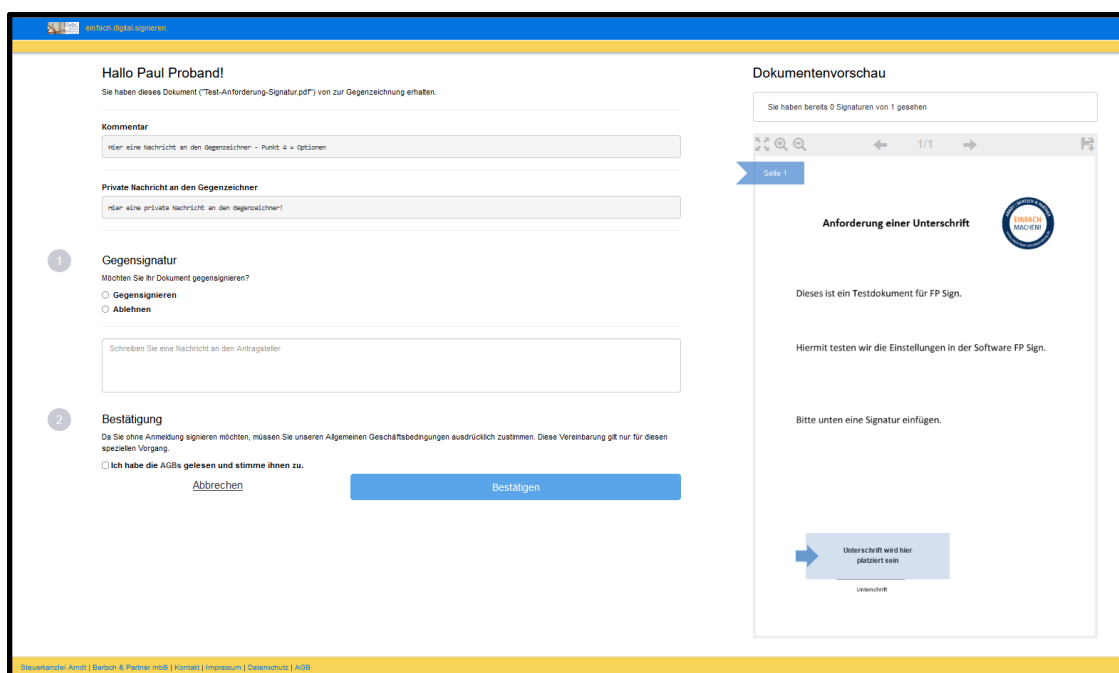 einfach.digital.signieren.
Hallo Paul Proband!
Sie haben dieses Dokument ("Test-Anforderung-Signatur.pdf") von zur Gegenzeichnung erhalten.
Kommentar
Hier eine Nachricht an den Gegenzeichner - Punkt 4 = Optionen
Private Nachricht an den Gegenzeichner
Hier eine private Nachricht an den Gegenzeichner!
1
Gegensignatur
Möchten Sie Ihr Dokument gegensignieren?
Gegensignieren
Ablehnen
Schreiben Sie eine Nachricht an den Antragsteller
2
Bestätigung
Da Sie ohne Anmeldung signieren möchten, müssen Sie unseren Allgemeinen Geschäftsbedingungen ausdrücklich zustimmen. Diese Vereinbarung gilt nur für diesen
speziellen Vorgang.
Ich habe die AGBs gelesen und stimme ihnen zu.
Abbrechen
Bestätigen
Dokumentenvorschau
Sie haben bereits 0 Signaturen von 1 gesehen
1/1
Seite 1
Anforderung einer Unterschrift
EINFACH
MACHEN!
Dieses ist ein Testdokument für FP Sign.
Hiermit testen wir die Einstellungen in der Software FP Sign.
Bitte unten eine Signatur einfügen.
Unterschrift wird hier
platziert sein
Unterschrift
Steuerkanzlei Arndt | Bartsch & Partner mbB | Kontakt | Impressum | Datenschutz | AGB